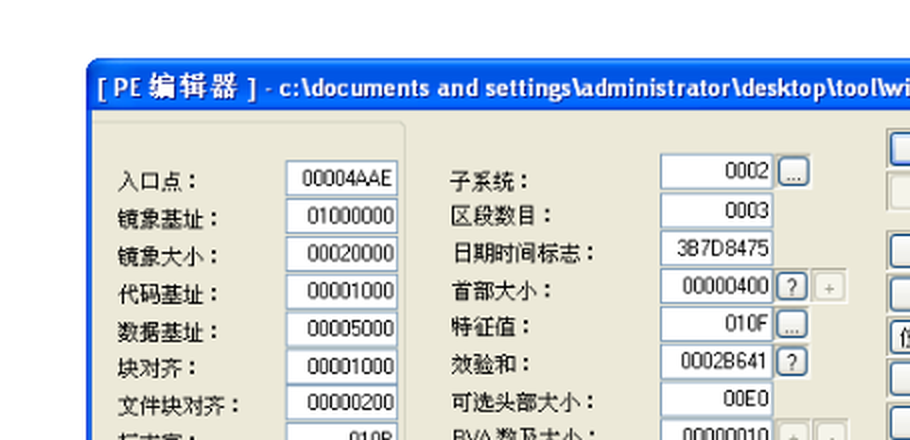 [ PE 编辑器 ] - c:\documents and settings\administrator\desktop\tool\wi
入口点： 00004AAE
镜象基址： 01000000
镜象大小： 00020000
代码基址： 00001000
数据基址： 00005000
块对齐： 00001000
文件块对齐： 00000200
标志字： 010B
子系统： 0002 ...
区段数目： 0003
日期时间标志： 3B7D8475
首部大小： 00000400 ? +
特征值： 010F ...
效验和： 0002B641 ?
可选头部大小： 00E0
RVA 数及大小： 00000010 + -